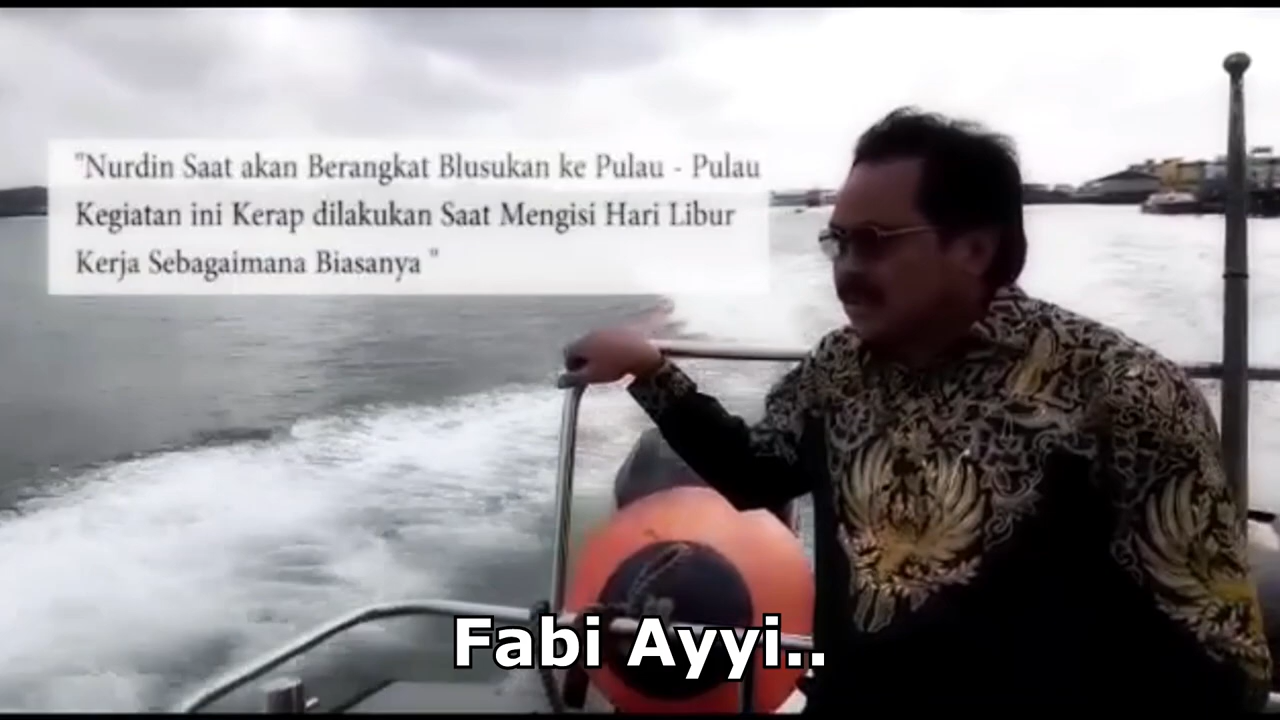 "Nurdin Saat akan Berangkat Blusukan ke Pulau - Pulau
Kegiatan ini Kerap dilakukan Saat Mengisi Hari Libur
Kerja Sebagaimana Biasanya "
Fabi Ayyi..